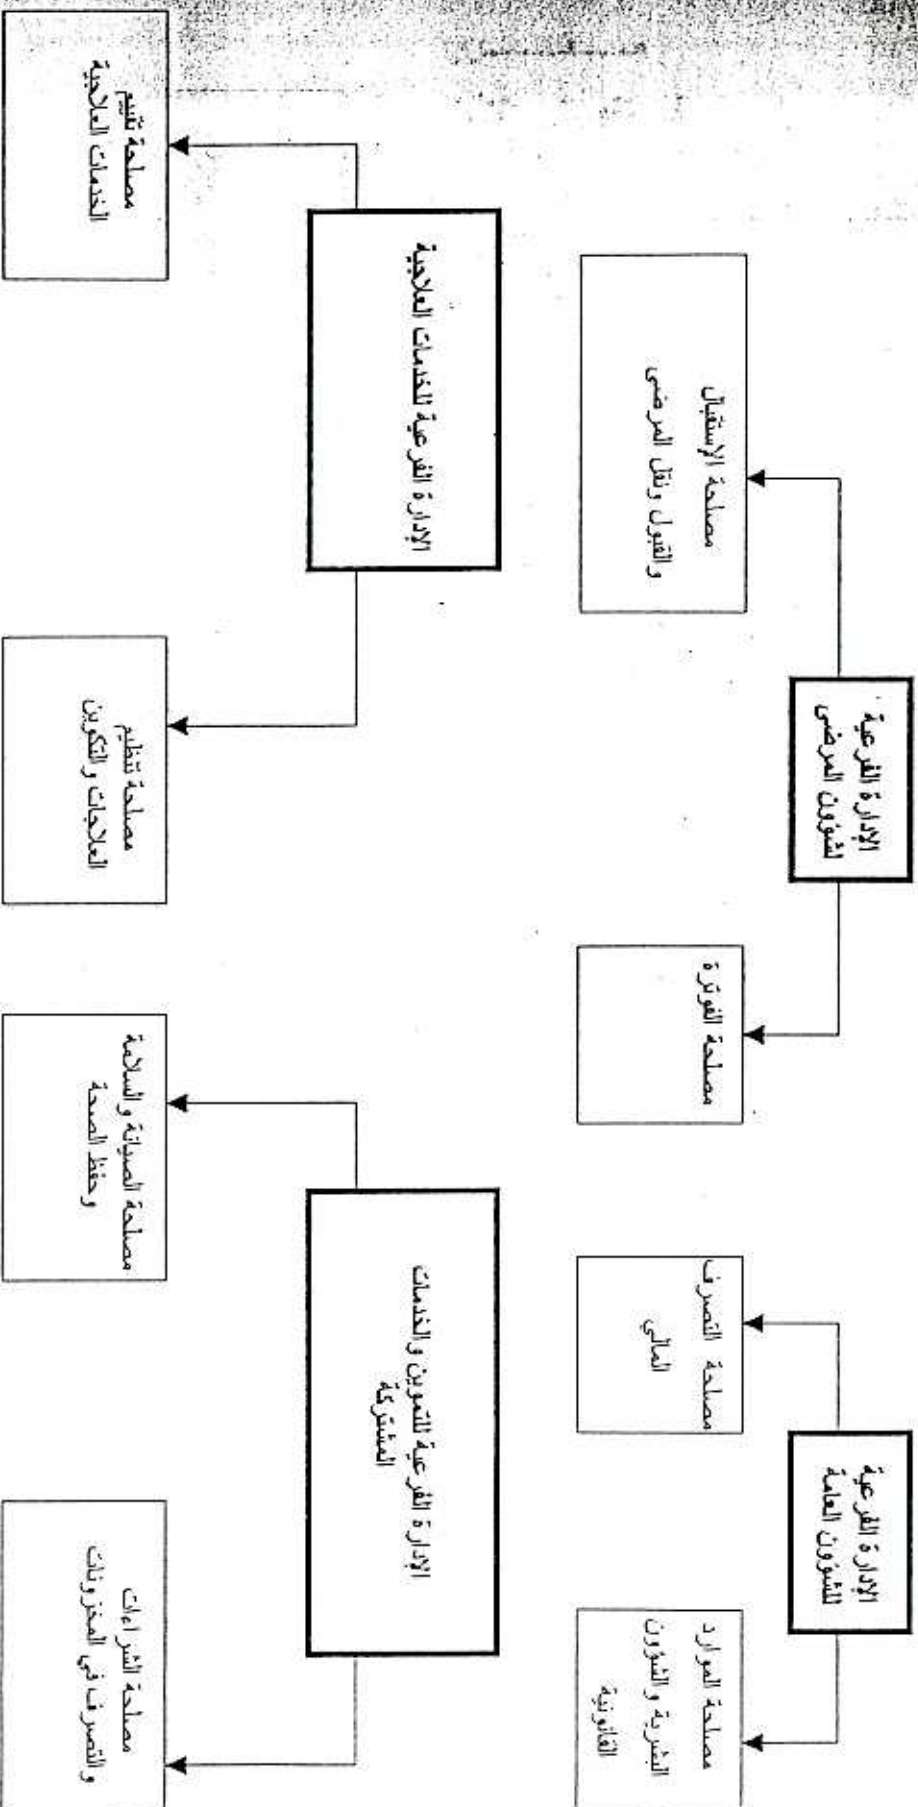 الإدارة الفرعية
للشؤون العامة
الإدارة الفرعية
لشؤون المرضى
مصلحة الموارد
البشرية والشؤون
القانونية
مصلحة التصرف
المالي
مصلحة الفوترة
مصلحة الإستقبال
والقبول ونقل المرضى
الإدارة الفرعية للتموين والخدمات
المشتركة
الإدارة الفرعية للخدمات العلاجية
مصلحة الشراءات
والتصرف في المخزونات
مصلحة الصيانة والسلامة
وحفظ الصحة
مصلحة تنظيم
العلاجات والتكوين
مصلحة تقييم
الخدمات العلاجية